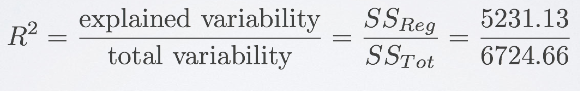 R² = explained variability / total variability = SS_Reg / SS_Tot = 5231.13 / 6724.66